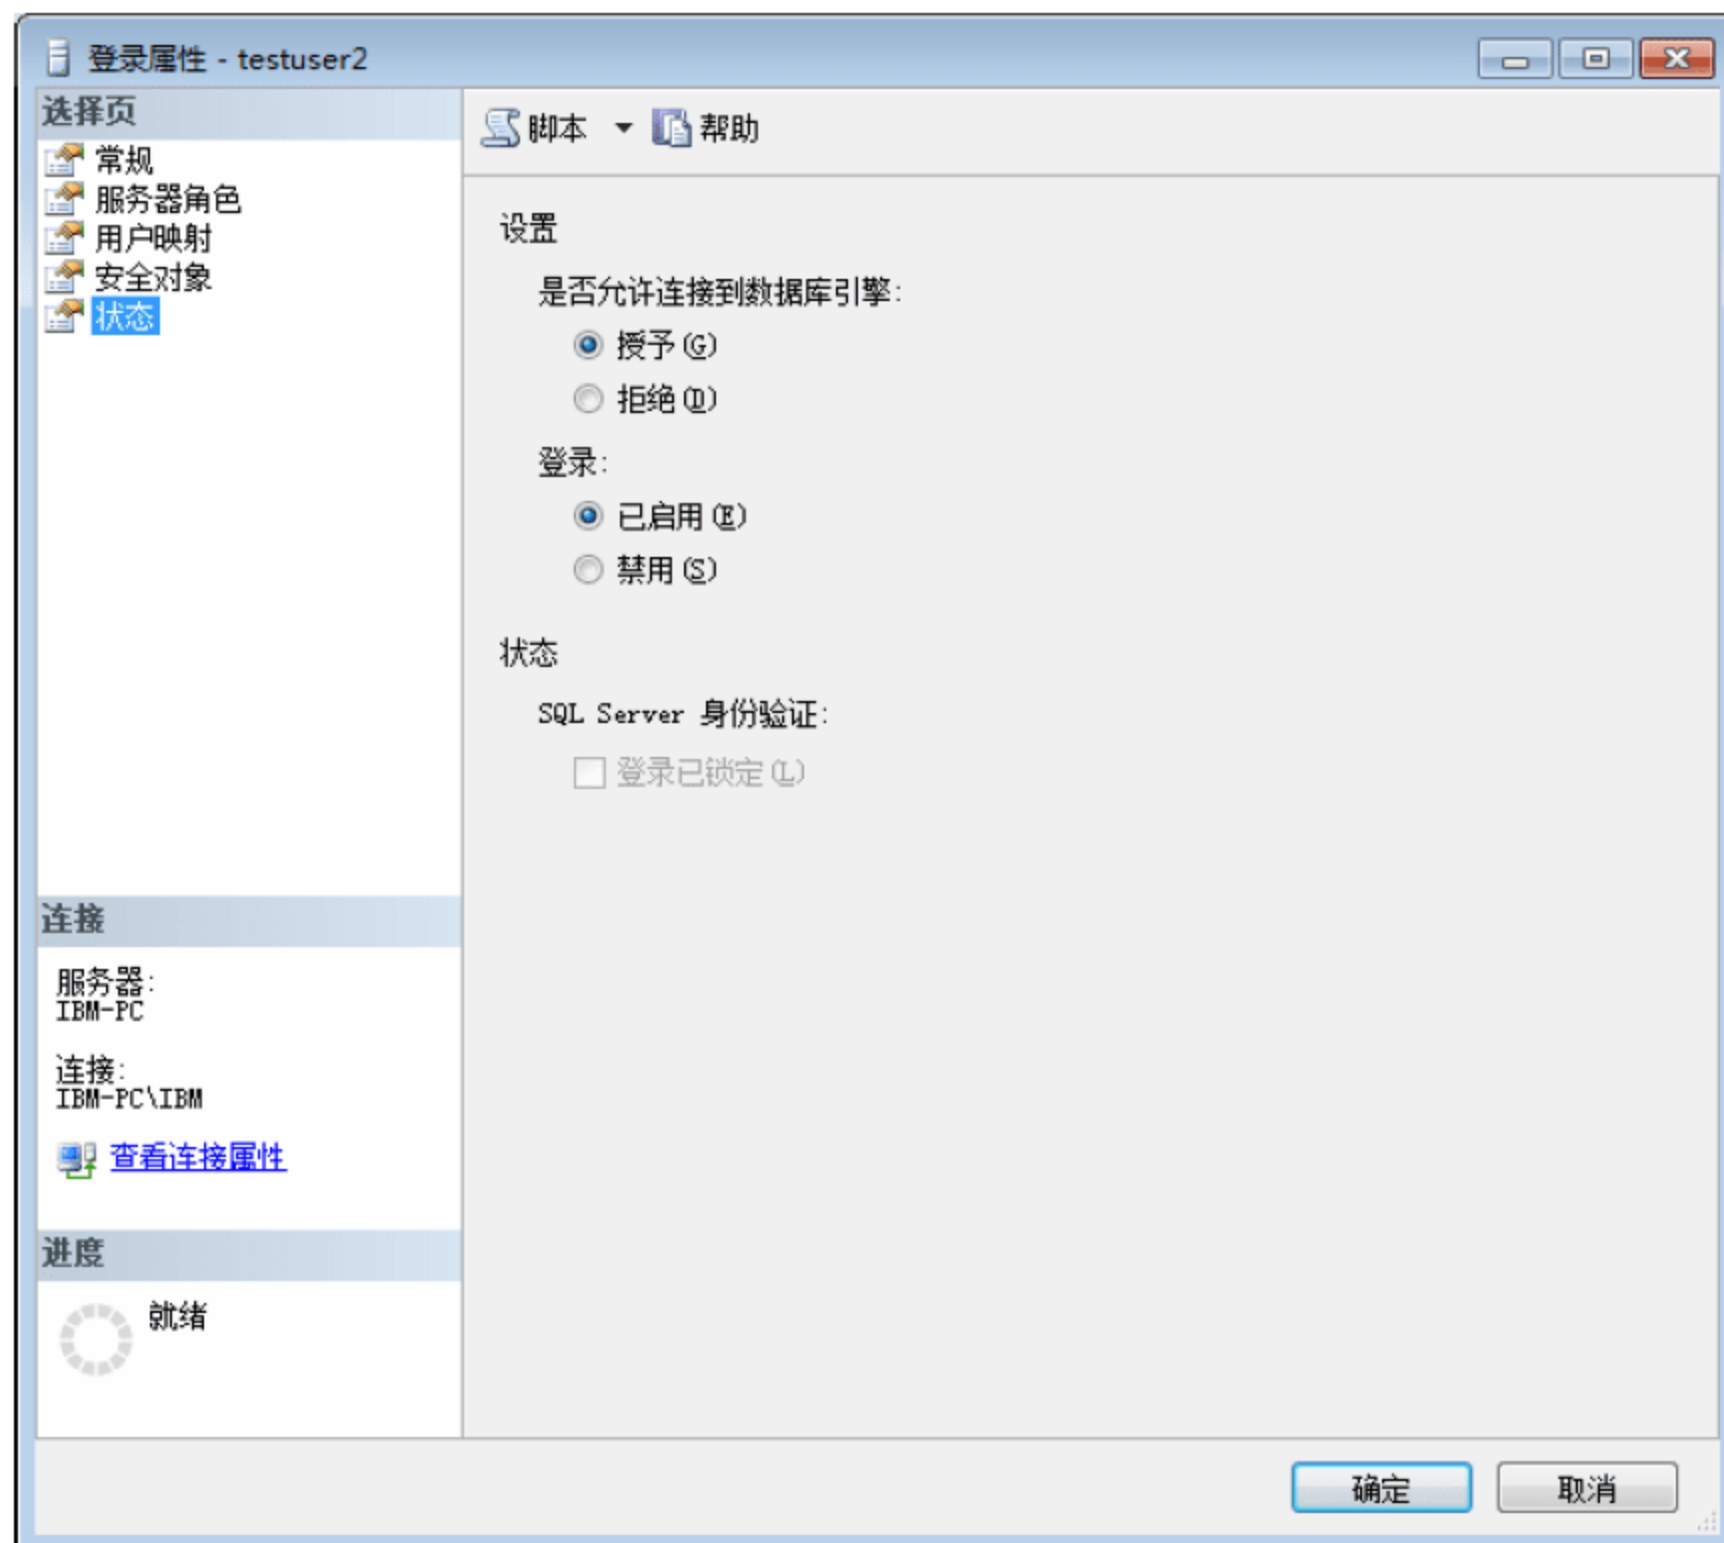 登录属性 - testuser2
选择页
常规
服务器角色
用户映射
安全对象
状态
脚本
帮助
设置
是否允许连接到数据库引擎:
授予(G)
拒绝(D)
登录:
已启用(E)
禁用(S)
状态
SQL Server 身份验证:
登录已锁定(L)
连接
服务器:
IBM-PC
连接:
IBM-PC\IBM
查看连接属性
进度
就绪
确定
取消